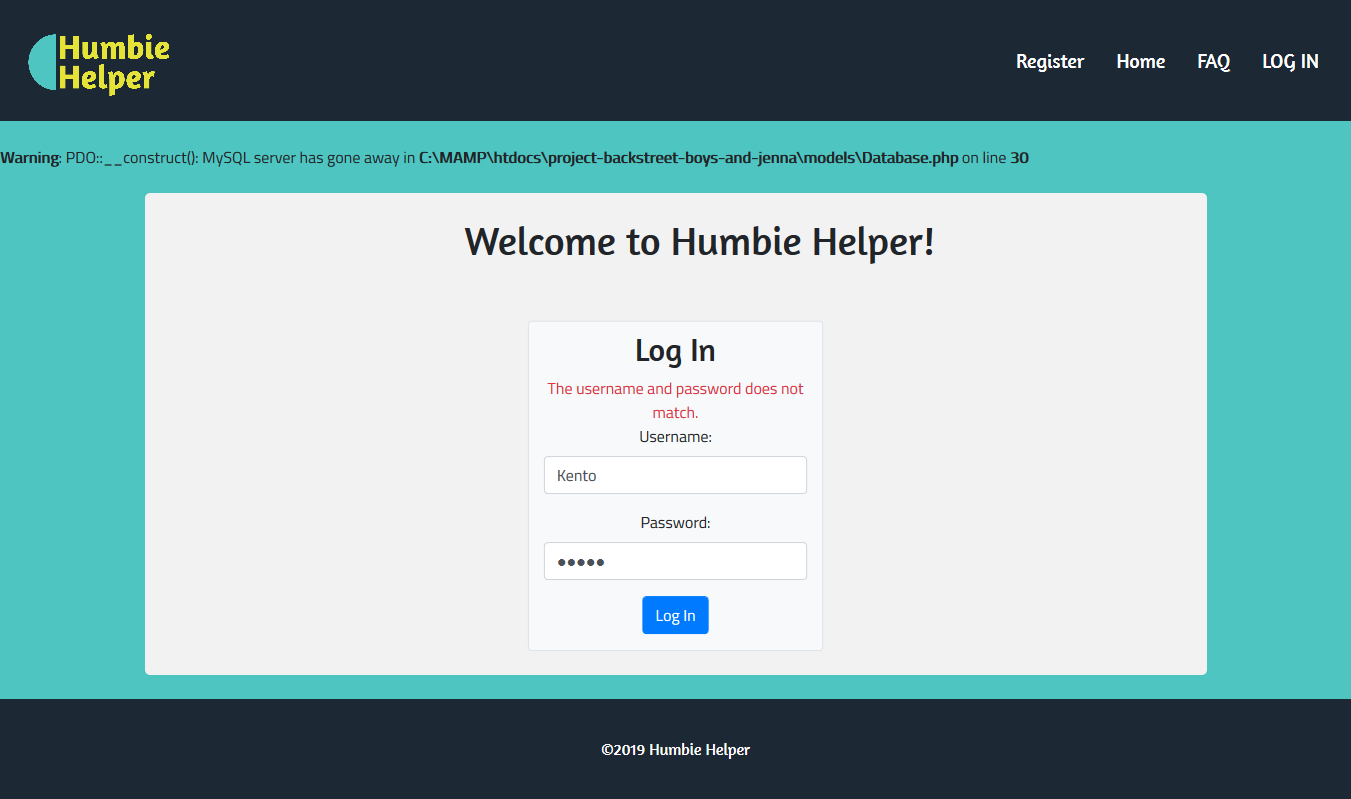 Humbie
Helper
Register Home FAQ LOG IN
Warning: PDO::__construct(): MySQL server has gone away in C:\MAMP\htdocs\project-backstreet-boys-and-jenna\models\Database.php on line 30
Welcome to Humbie Helper!
Log In
The username and password does not
match.
Username:
Kento
Password:
●●●●●
Log In
©2019 Humbie Helper